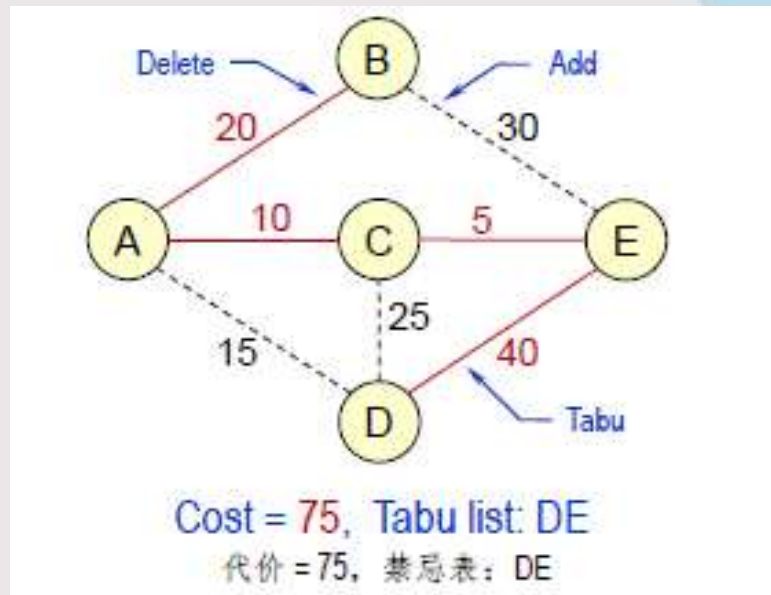 B
Delete
Add
20
30
A
10
C
5
E
15
25
40
D
Tabu
Cost = 75, Tabu list: DE
代价 = 75, 禁忌表: DE